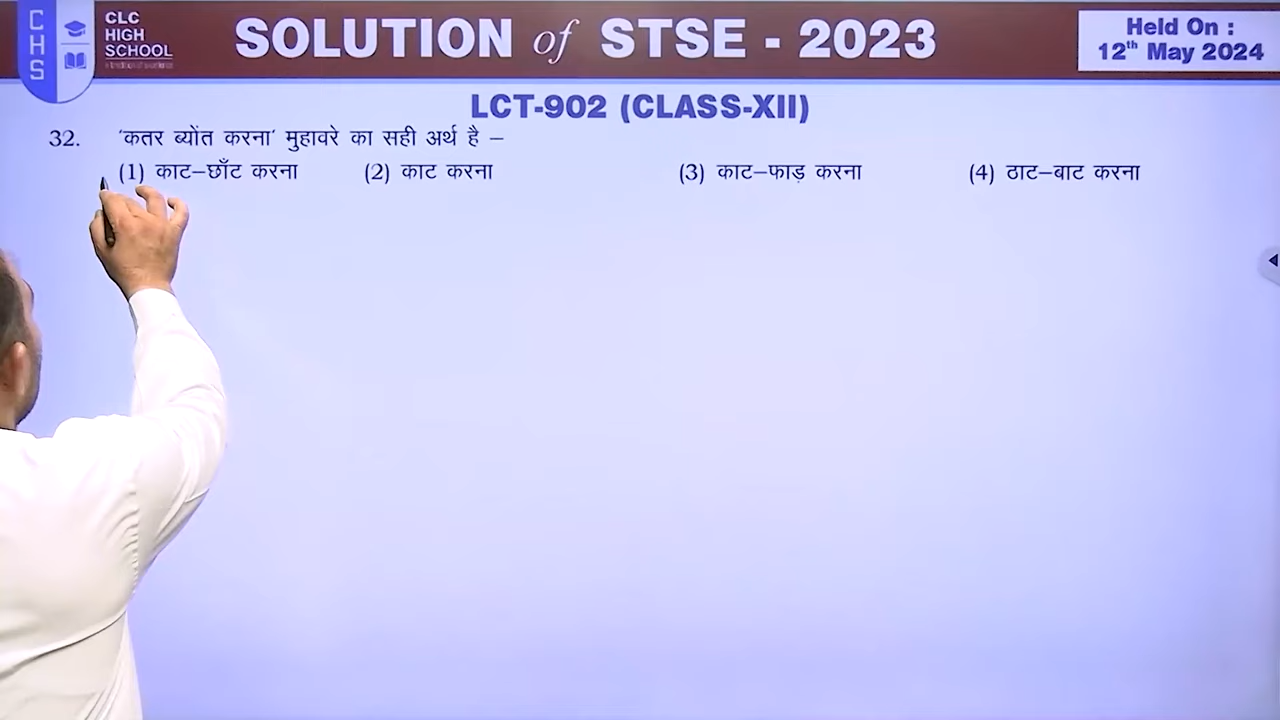 CHS
CLC
HIGH
SCHOOL
SOLUTION of STSE - 2023
Held On :
12th May 2024
LCT-902 (CLASS-XII)
32. 'कतर ब्योंत करना' मुहावरे का सही अर्थ है –
(1) काट–छाँट करना (2) काट करना (3) काट–फाड़ करना (4) ठाट–बाट करना